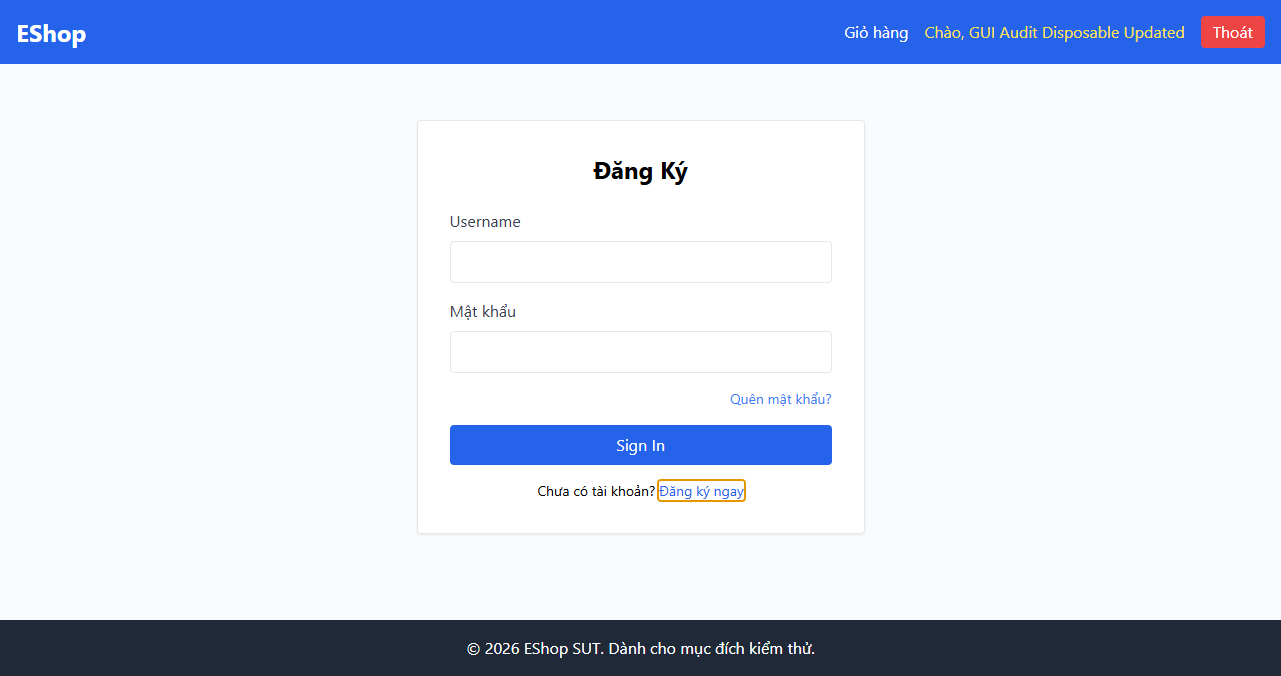 EShop
Giỏ hàng Chào, GUI Audit Disposable Updated Thoát
Đăng Ký
Username
Mật khẩu
Quên mật khẩu?
Sign In
Chưa có tài khoản? Đăng ký ngay
© 2026 EShop SUT. Dành cho mục đích kiểm thử.